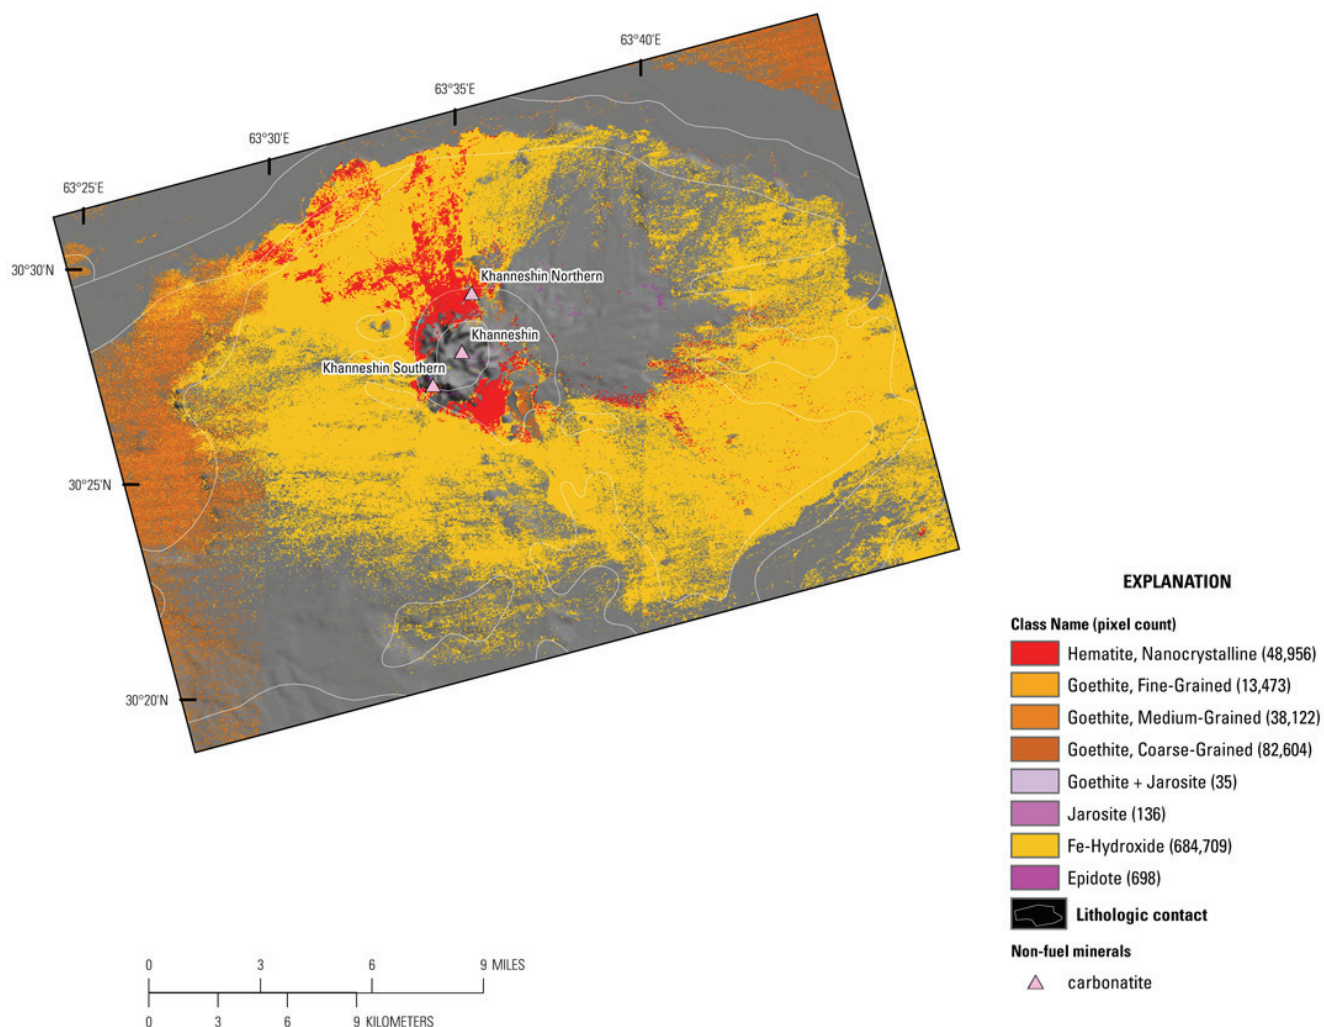 63°40'E
63°35'E
63°30'E
63°25'E
30°30'N
Khanneshin Northern
Khanneshin
Khanneshin Southern
30°25'N
30°20'N
EXPLANATION
Class Name (pixel count)
Hematite, Nanocrystalline (48,956)
Goethite, Fine-Grained (13,473)
Goethite, Medium-Grained (38,122)
Goethite, Coarse-Grained (82,604)
Goethite + Jarosite (35)
Jarosite (136)
Fe-Hydroxide (684,709)
Epidote (698)
Lithologic contact
Non-fuel minerals
carbonatite
0 3 6 9 MILES
0 3 6 9 KILOMETERS